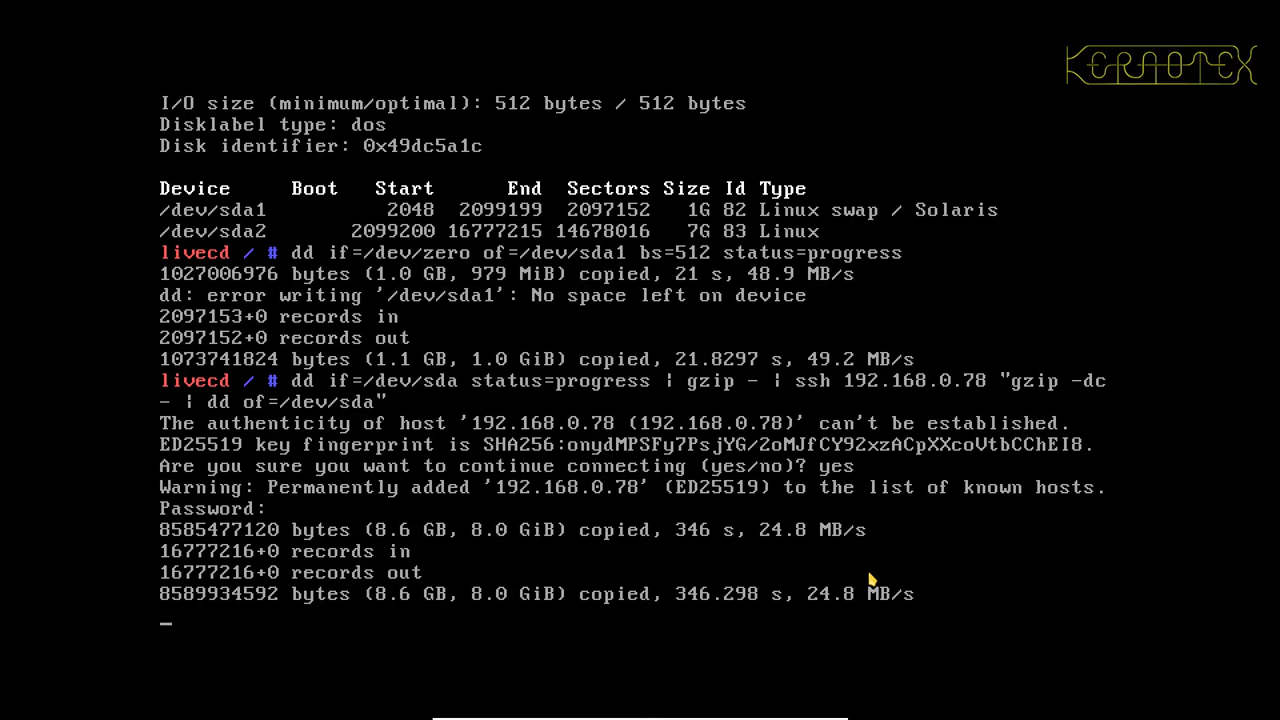 KERNOTEX
I/O size (minimum/optimal): 512 bytes / 512 bytes
Disklabel type: dos
Disk identifier: 0x49dc5a1c
Device Boot Start End Sectors Size Id Type
/dev/sda1 2048 2099199 2097152 1G 82 Linux swap / Solaris
/dev/sda2 2099200 16777215 14678016 7G 83 Linux
livecd / # dd if=/dev/zero of=/dev/sda1 bs=512 status=progress
1027006976 bytes (1.0 GB, 979 MiB) copied, 21 s, 48.9 MB/s
dd: error writing '/dev/sda1': No space left on device
2097153+0 records in
2097152+0 records out
1073741824 bytes (1.1 GB, 1.0 GiB) copied, 21.8297 s, 49.2 MB/s
livecd / # dd if=/dev/sda status=progress | gzip - | ssh 192.168.0.78 "gzip -dc
- | dd of=/dev/sda"
The authenticity of host '192.168.0.78 (192.168.0.78)' can't be established.
ED25519 key fingerprint is SHA256:onydMPSFy7PsjYG/2oMJfCY92xzACpXXcoVtbCChEI8.
Are you sure you want to continue connecting (yes/no)? yes
Warning: Permanently added '192.168.0.78' (ED25519) to the list of known hosts.
Password:
8585477120 bytes (8.6 GB, 8.0 GiB) copied, 346 s, 24.8 MB/s
16777216+0 records in
16777216+0 records out
8589934592 bytes (8.6 GB, 8.0 GiB) copied, 346.298 s, 24.8 MB/s